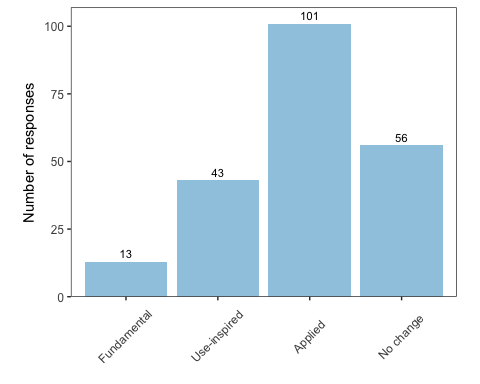 Number of responses
100
75
50
25
0
13
43
101
56
Fundamental
Use-inspired
Applied
No change